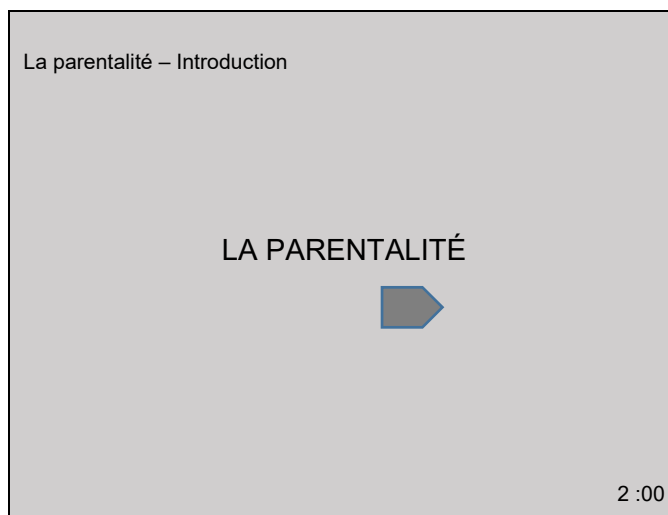 La parentalité – Introduction
LA PARENTALITÉ
2 :00